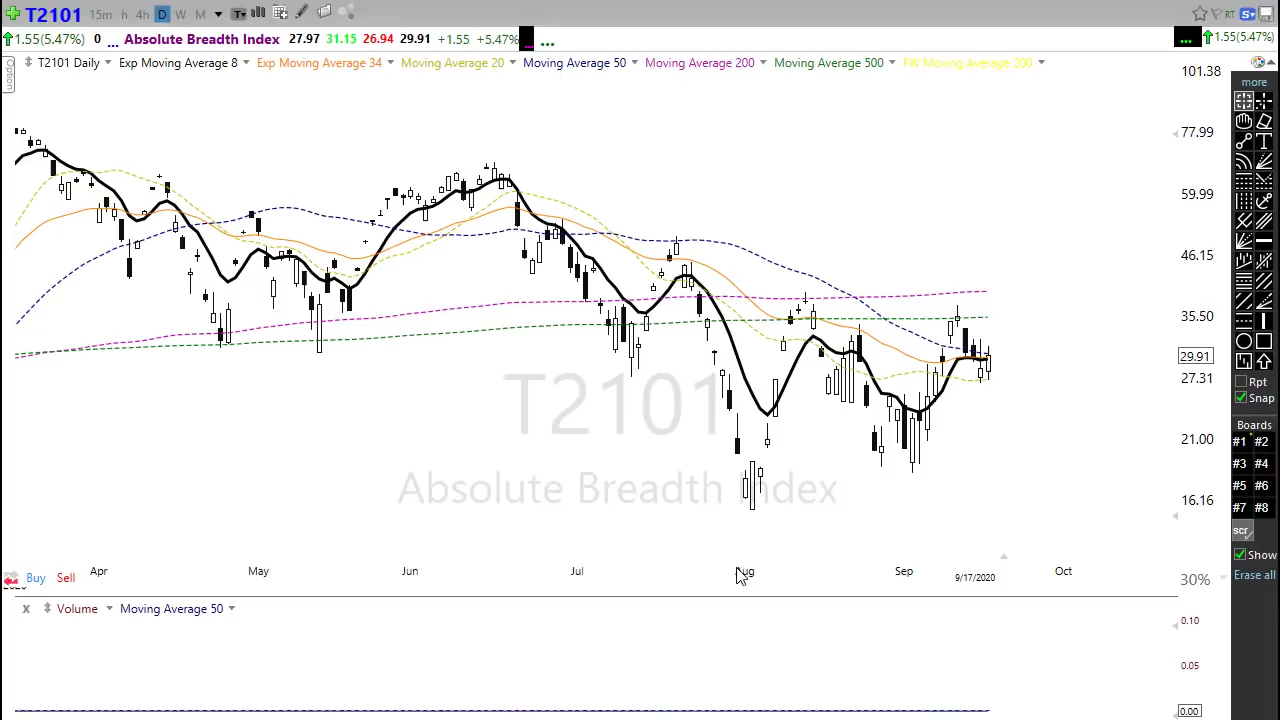 T2101 15m h 4h D W M T RT S
1.55(5.47%) 0 ... Absolute Breadth Index 27.97 31.15 26.94 29.91 +1.55 +5.47% ... ... ... 1.55(5.47%)
Option
T2101 Daily Exp Moving Average 8 Exp Moving Average 34 Moving Average 20 Moving Average 50 Moving Average 200 Moving Average 500 FW Moving Average 200
101.38
77.99
59.99
46.15
35.50
29.91
27.31
21.00
16.16
T2101
Absolute Breadth Index
Apr May Jun Jul Aug Sep 9/17/2020 Oct
Buy Sell
30%
x Volume Moving Average 50
0.10
0.05
0.00
more
Rpt
Snap
Boards
#1 #2
#3 #4
#5 #6
#7 #8
scr
Show
Erase all